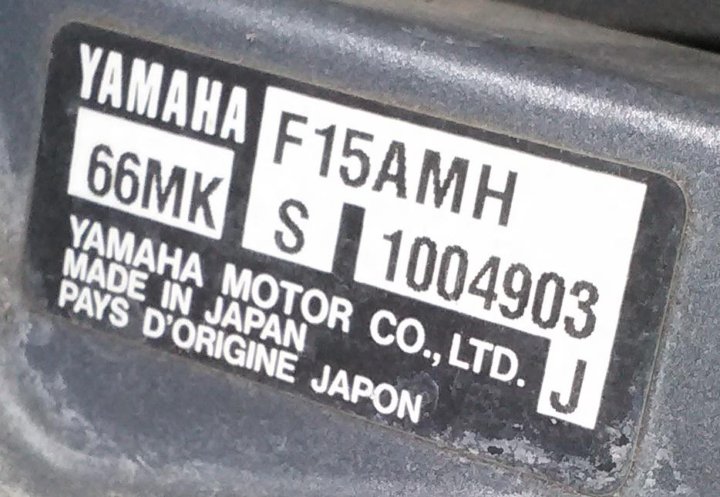 YAMAHA
F15AMH
66MK
S 1004903
YAMAHA MOTOR CO., LTD.
MADE IN JAPAN
PAYS D'ORIGINE JAPON
J